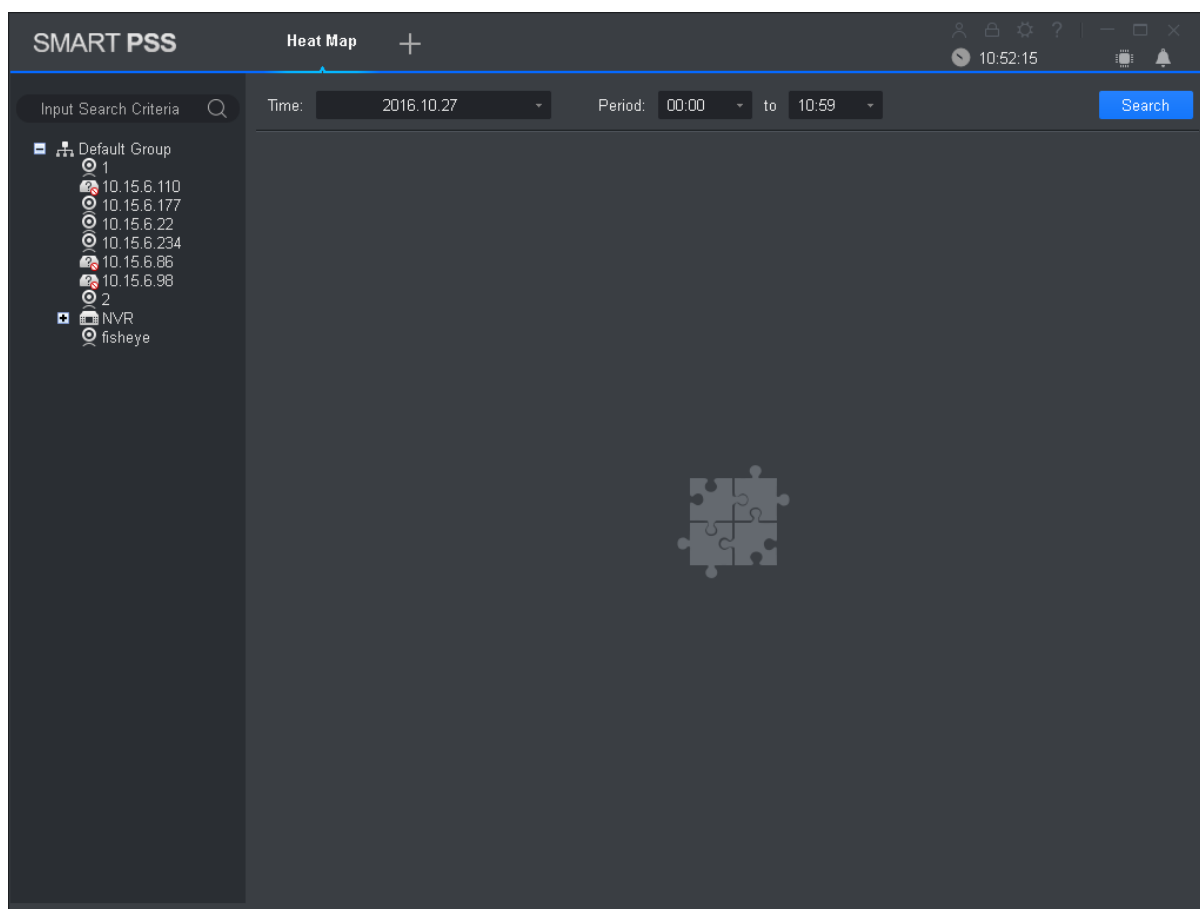 SMART PSS
Heat Map
10:52:15
Input Search Criteria
Time: 2016.10.27 Period: 00:00 to 10:59 Search
Default Group
1
10.15.6.110
10.15.6.177
10.15.6.22
10.15.6.234
10.15.6.86
10.15.6.98
2
NVR
fisheye